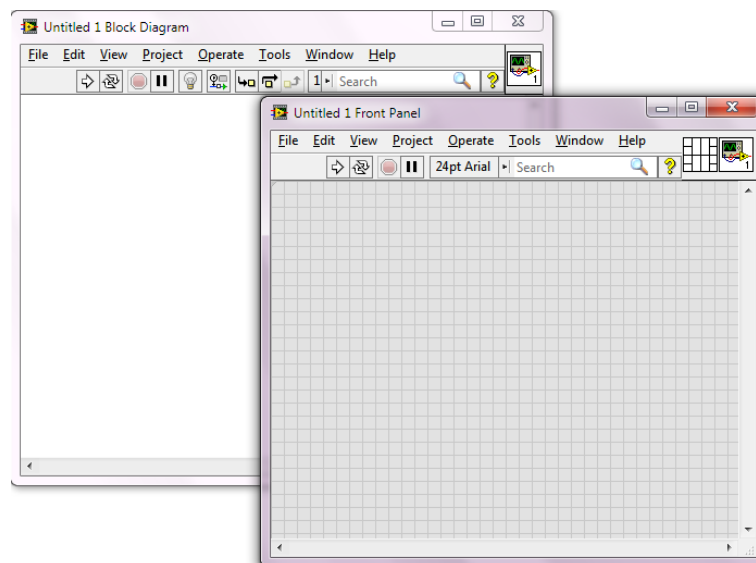 Untitled 1 Block Diagram
File Edit View Project Operate Tools Window Help
1 Search ?
1
Untitled 1 Front Panel
File Edit View Project Operate Tools Window Help
24pt Arial Search ?
1